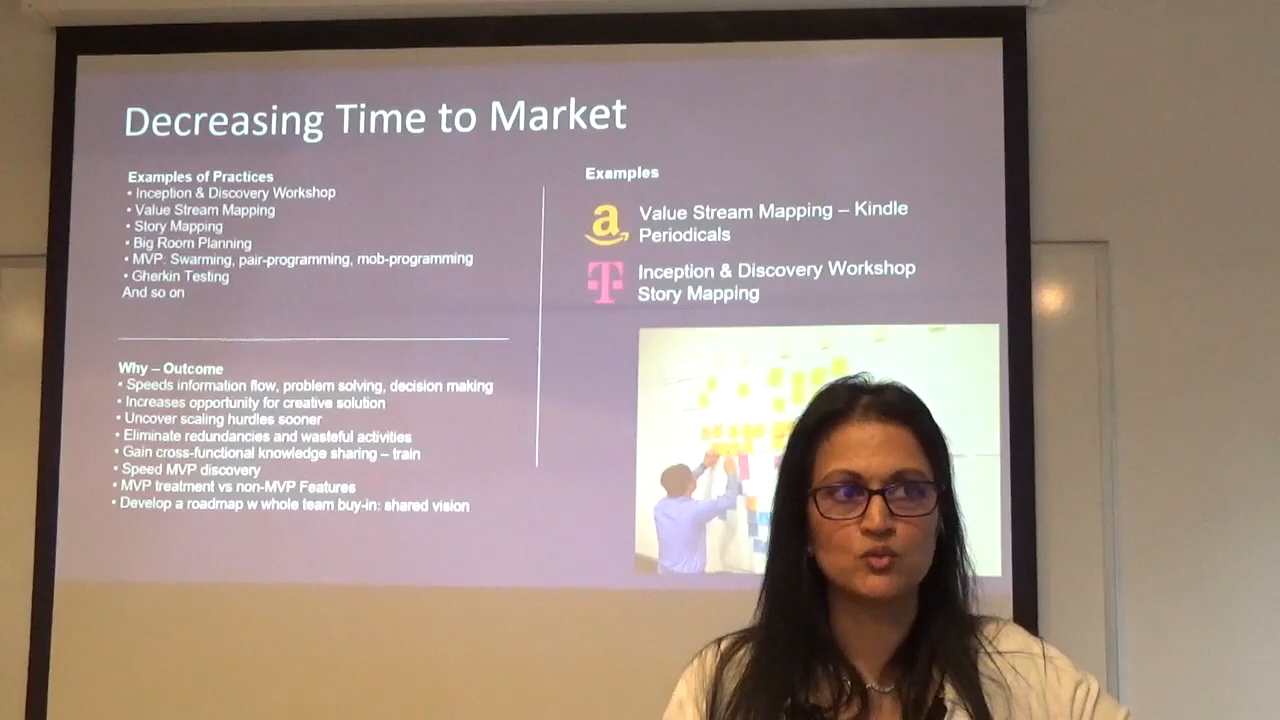 Decreasing Time to Market
Examples of Practices
• Inception & Discovery Workshop
• Value Stream Mapping
• Story Mapping
• Big Room Planning
• MVP: Swarming, pair-programming, mob-programming
• Gherkin Testing
And so on
Why – Outcome
• Speeds information flow, problem solving, decision making
• Increases opportunity for creative solution
• Uncover scaling hurdles sooner
• Eliminate redundancies and wasteful activities
• Gain cross-functional knowledge sharing – train
• Speed MVP discovery
• MVP treatment vs non-MVP Features
• Develop a roadmap w whole team buy-in: shared vision
Examples
a
Value Stream Mapping – Kindle
Periodicals
T
Inception & Discovery Workshop
Story Mapping